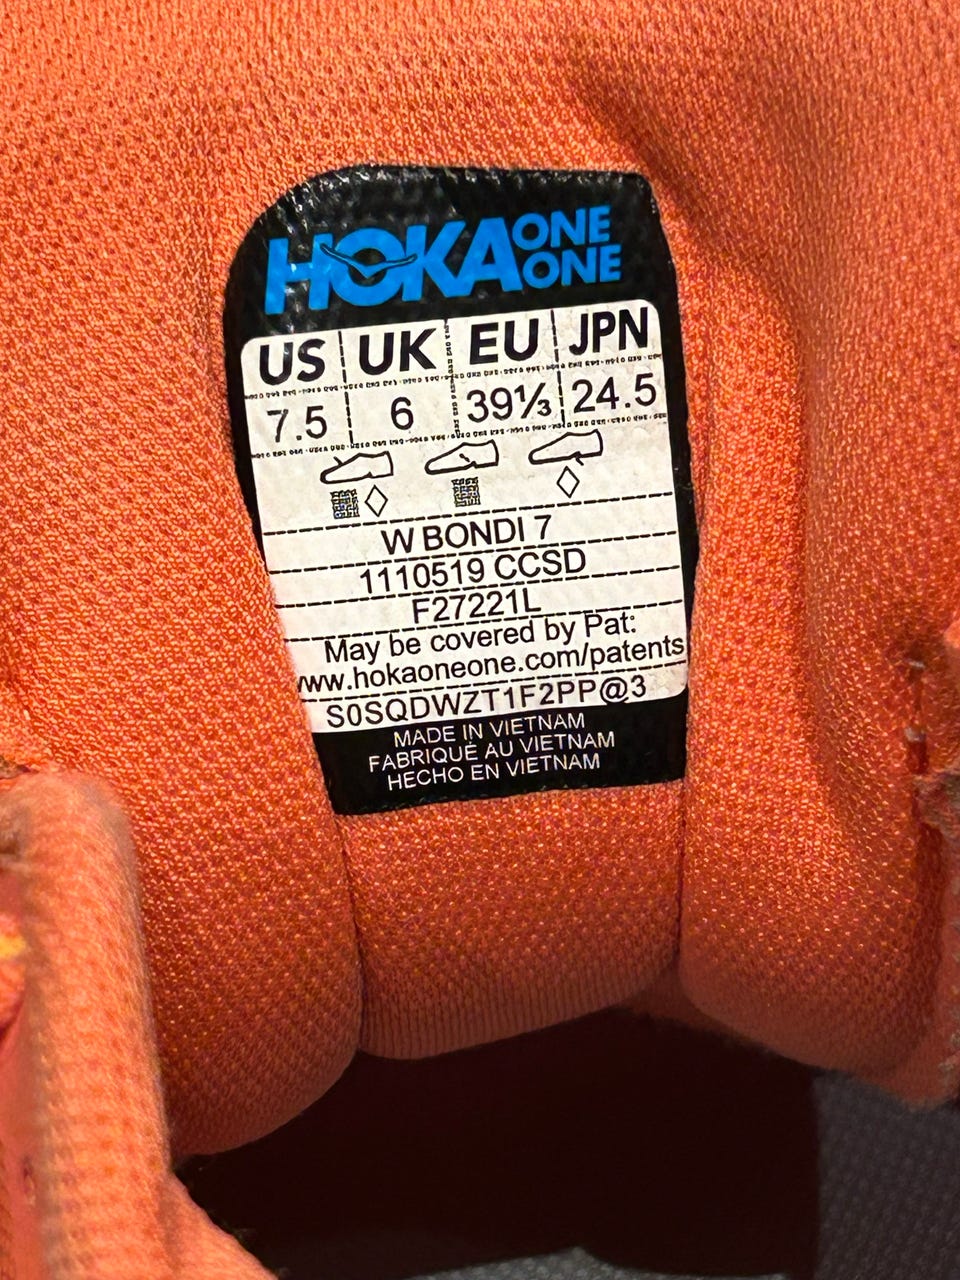 HOKA ONE ONE
US UK EU JPN
7.5 6 39⅓ 24.5
W BONDI 7
1110519 CCSD
F27221L
May be covered by Pat:
www.hokaoneone.com/patents
S0SQDWZT1F2PP@3
MADE IN VIETNAM
FABRIQUÉ AU VIETNAM
HECHO EN VIETNAM